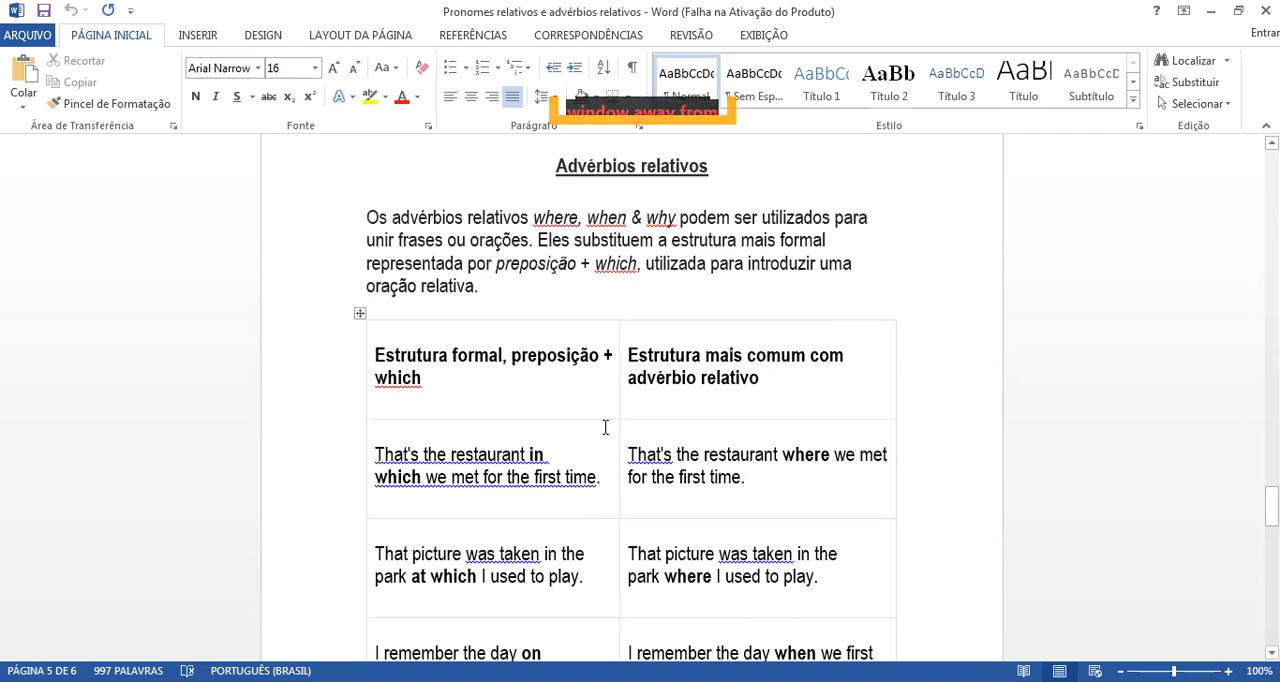 Pronomes relativos e advérbios relativos - Word (Falha na Ativação do Produto)
ARQUIVO PÁGINA INICIAL INSERIR DESIGN LAYOUT DA PÁGINA REFERÊNCIAS CORRESPONDÊNCIAS REVISÃO EXIBIÇÃO Entrar
Colar
Recortar
Copiar
Pincel de Formatação
Área de Transferência
Arial Narrow 16
Aa
N I S abc x₂ x² A A
Fonte
window away from
Parágrafo
AaBbCcDc AaBbCcDc AaBbCc AaBb AaBbCcD AaBb AaBbCcD
¶ Normal ¶ Sem Esp... Título 1 Título 2 Título 3 Título Subtítulo
Estilo
Localizar
Substituir
Selecionar
Edição
Advérbios relativos
Os advérbios relativos where, when & why podem ser utilizados para
unir frases ou orações. Eles substituem a estrutura mais formal
representada por preposição + which, utilizada para introduzir uma
oração relativa.
Estrutura formal, preposição +
which
Estrutura mais comum com
advérbio relativo
That's the restaurant in
which we met for the first time.
That's the restaurant where we met
for the first time.
That picture was taken in the
park at which I used to play.
That picture was taken in the
park where I used to play.
I remember the day on
I remember the day when we first
PÁGINA 5 DE 6 997 PALAVRAS PORTUGUÊS (BRASIL) 100%